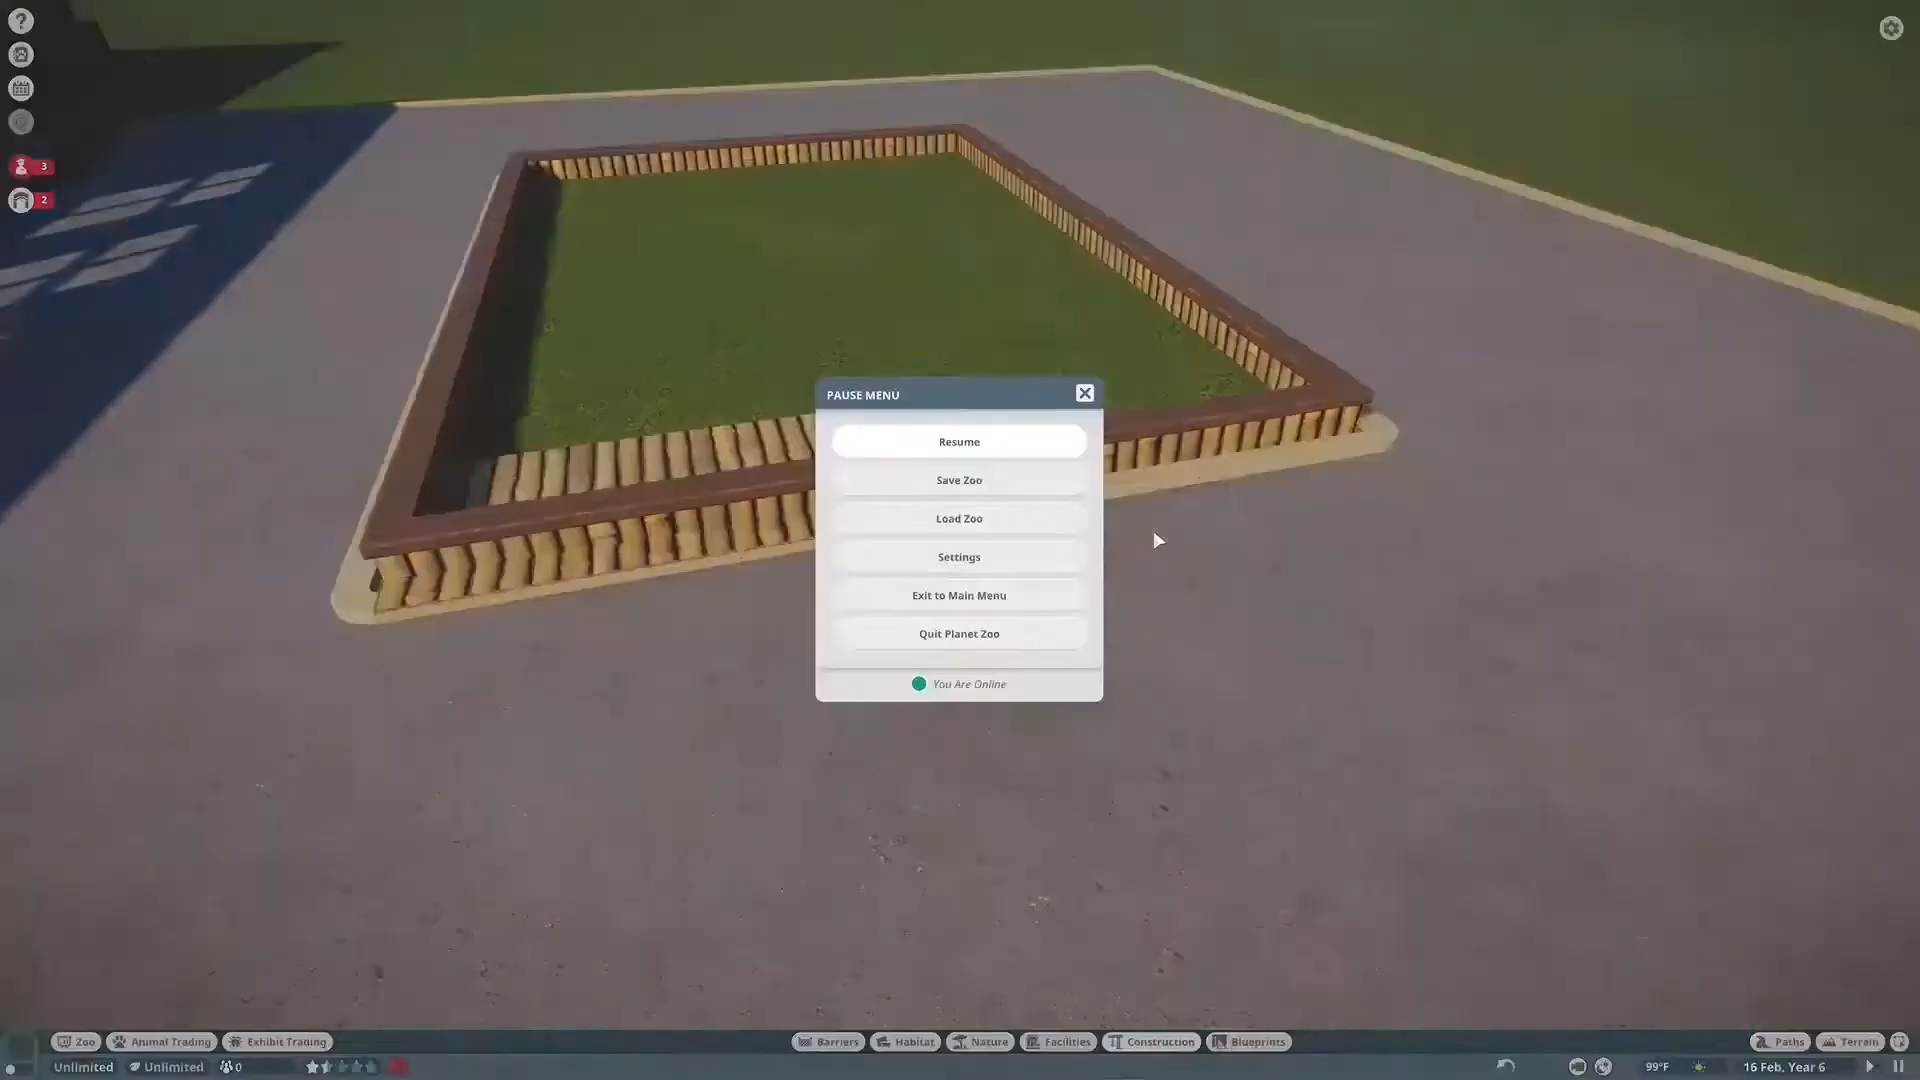 3
2
PAUSE MENU
Resume
Save Zoo
Load Zoo
Settings
Exit to Main Menu
Quit Planet Zoo
You Are Online
Zoo Animal Trading Exhibit Trading Barriers Habitat Nature Facilities Construction Blueprints Paths Terrain
Unlimited Unlimited 0 99°F 16 Feb, Year 6